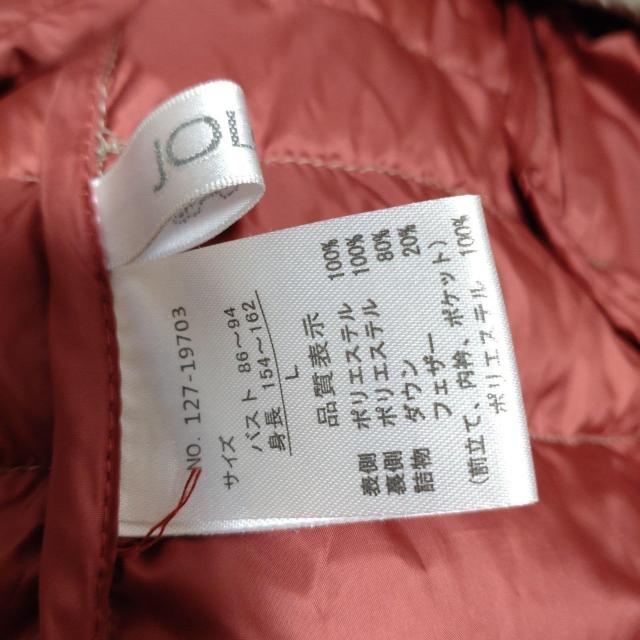 JO
NO. 127-19703
サイズ
バスト 86～94
身長 154～162
L
品質表示
表側 ポリエステル 100%
裏側 ポリエステル 100%
詰物 ダウン 80%
フェザー 20%
(前立て、内衿、ポケット)
ポリエステル 100%